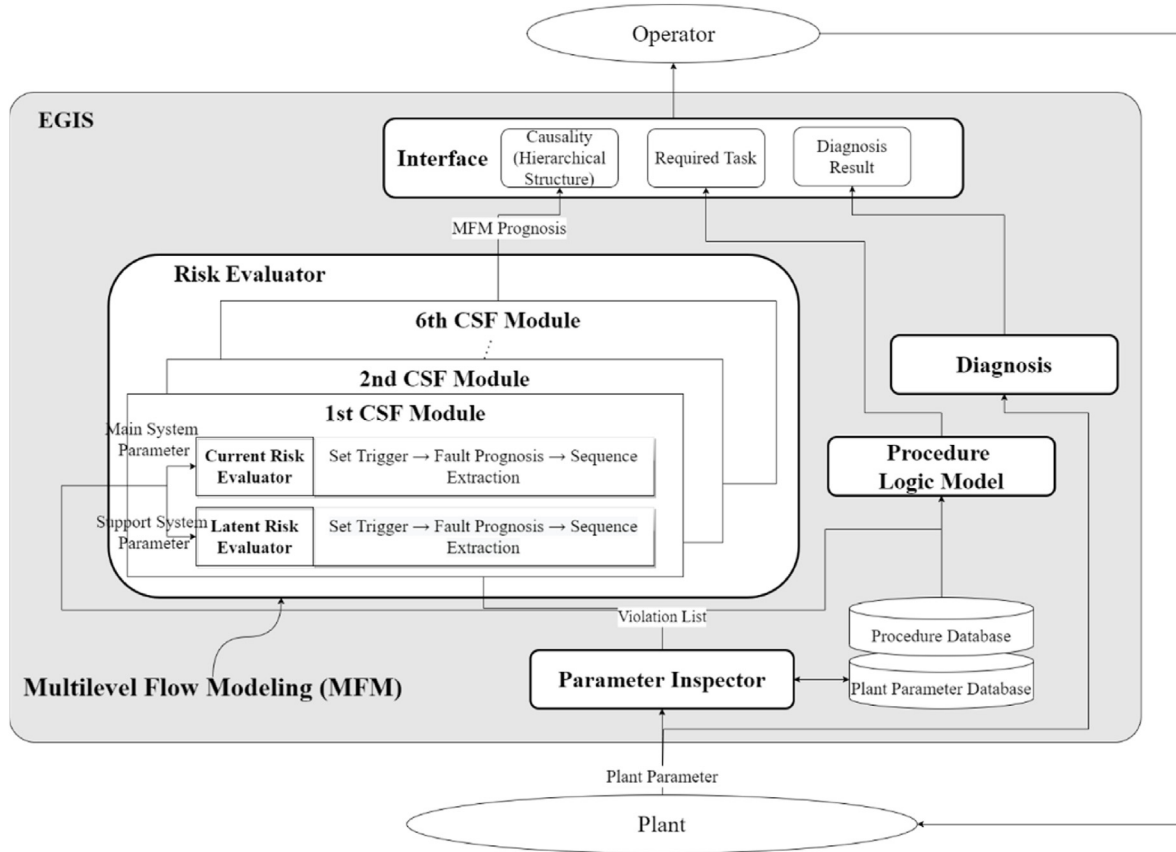 Operator
EGIS
Interface
Causality
(Hierarchical
Structure)
Required Task
Diagnosis
Result
MFM Prognosis
Risk Evaluator
6th CSF Module
2nd CSF Module
1st CSF Module
Main System
Parameter
Current Risk
Evaluator
Set Trigger → Fault Prognosis → Sequence
Extraction
Support System
Parameter
Latent Risk
Evaluator
Set Trigger → Fault Prognosis → Sequence
Extraction
Diagnosis
Procedure
Logic Model
Violation List
Procedure Database
Plant Parameter Database
Multilevel Flow Modeling (MFM)
Parameter Inspector
Plant Parameter
Plant